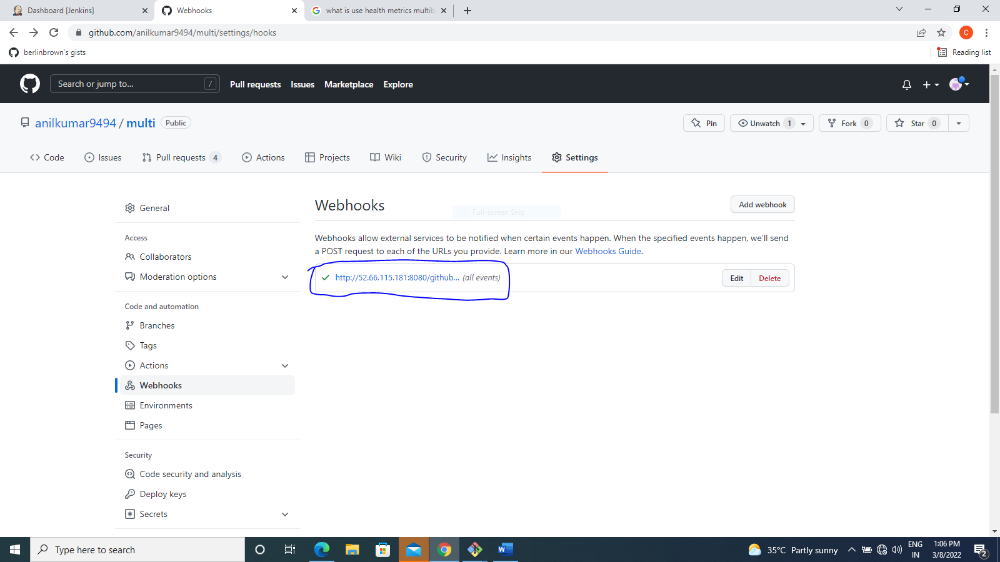 Dashboard [Jenkins]
Webhooks
what is use health metrics multib
github.com/anilkumar9494/multi/settings/hooks
C
berlinbrown's gists
Reading list
Search or jump to...
/
Pull requests
Issues
Marketplace
Explore
anilkumar9494 / multi
Public
Pin
Unwatch 1
Fork 0
Star 0
Code
Issues
Pull requests 4
Actions
Projects
Wiki
Security
Insights
Settings
General
Access
Collaborators
Moderation options
Code and automation
Branches
Tags
Actions
Webhooks
Environments
Pages
Security
Code security and analysis
Deploy keys
Secrets
Webhooks
Full-screen Snip
Add webhook
Webhooks allow external services to be notified when certain events happen. When the specified events happen, we'll send
a POST request to each of the URLs you provide. Learn more in our Webhooks Guide.
http://52.66.115.181:8080/github... (all events)
Edit
Delete
Type here to search
35°C Partly sunny
ENG
IN
1:06 PM
3/8/2022
2